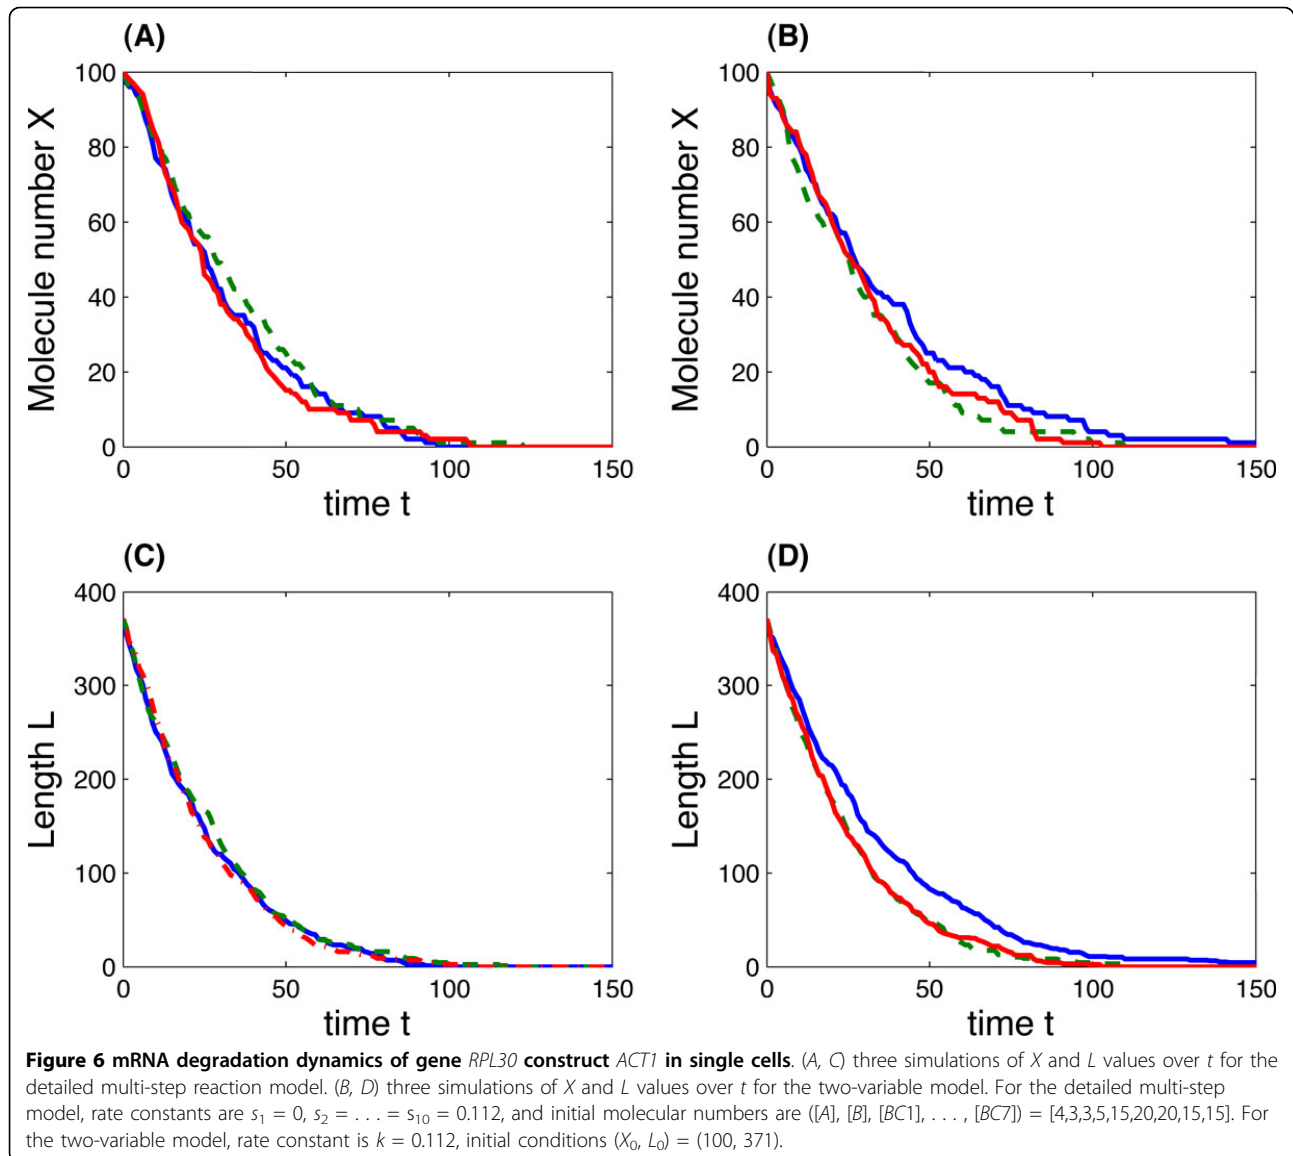 (A)
100
80
60
40
20
0
Molecule number X
0 50 100 150
time t
(B)
100
80
60
40
20
0
Molecule number X
0 50 100 150
time t
(C)
400
300
200
100
0
Length L
0 50 100 150
time t
(D)
400
300
200
100
0
Length L
0 50 100 150
time t
Figure 6 mRNA degradation dynamics of gene RPL30 construct ACT1 in single cells. (A, C) three simulations of X and L values over t for the
detailed multi-step reaction model. (B, D) three simulations of X and L values over t for the two-variable model. For the detailed multi-step
model, rate constants are s₁ = 0, s₂ = . . . = s₁₀ = 0.112, and initial molecular numbers are ([A], [B], [BC1], . . . , [BC7]) = [4,3,3,5,15,20,20,15,15]. For
the two-variable model, rate constant is k = 0.112, initial conditions (X₀, L₀) = (100, 371).